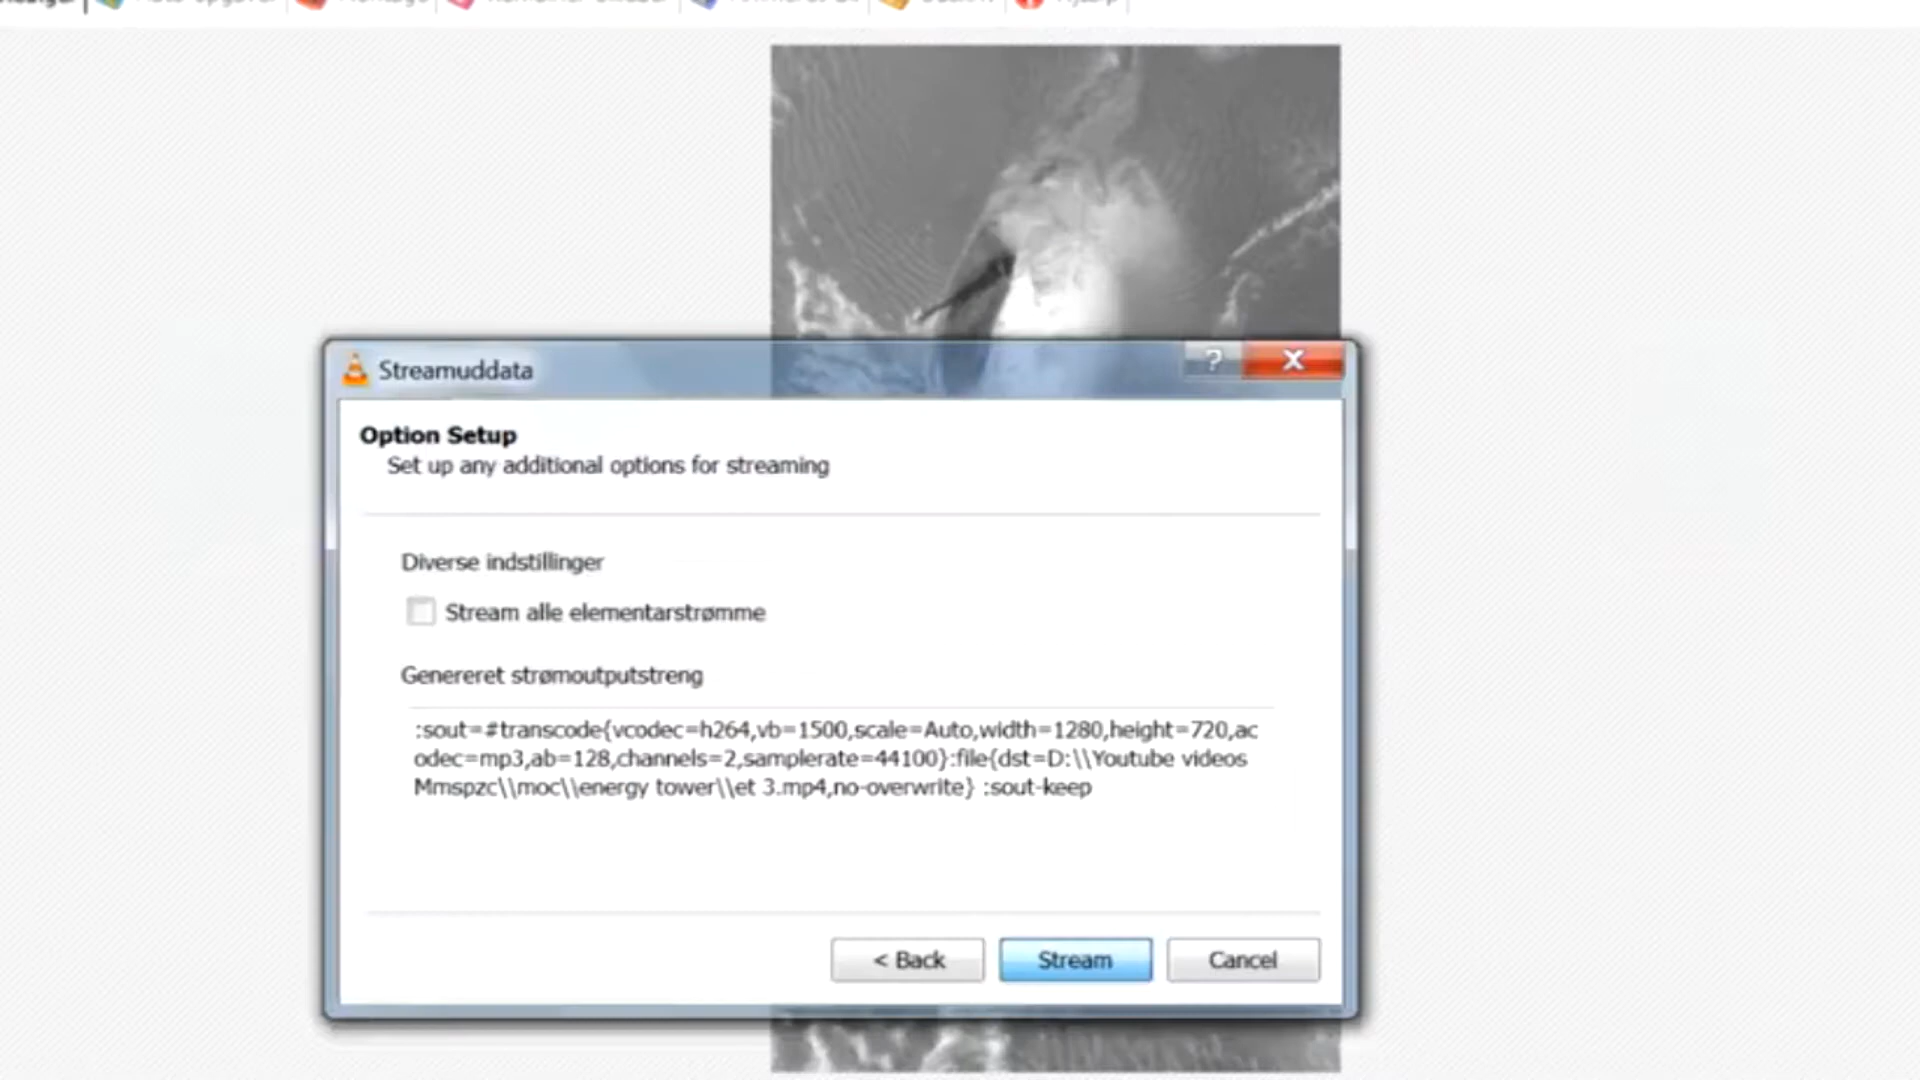 Streamuddata
?
X
Option Setup
Set up any additional options for streaming
Diverse indstillinger
Stream alle elementarstrømme
Genereret strømoutputstreng
:sout=#transcode{vcodec=h264,vb=1500,scale=Auto,width=1280,height=720,ac
odec=mp3,ab=128,channels=2,samplerate=44100}:file{dst=D:\\Youtube videos
Mmspzc\\moc\\energy tower\\et 3.mp4,no-overwrite} :sout-keep
< Back
Stream
Cancel